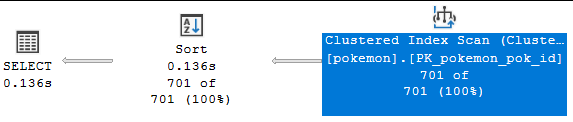 SELECT
0.136s
Sort
0.136s
701 of
701 (100%)
Clustered Index Scan (Cluste…
[pokemon].[PK_pokemon_pok_id]
701 of
701 (100%)